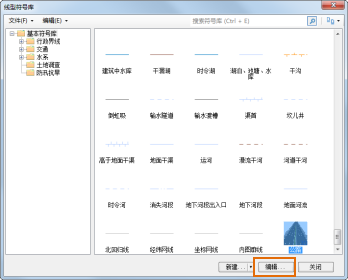 线型符号库
文件(F) 编辑(E) 搜索符号库 (Ctrl + E)
基本符号库
行政界线
交通
水系
土地调查
防汛抗旱
建筑中水库 干涸湖 时令湖 湖泊、池塘、水库 干沟
倒虹吸 输水隧道 输水渡槽 渠首 坎儿井
高于地面干渠 地面干渠 运河 漫流干河 河道干河
时令河 消失河段 地下河段出入口 地下河段 地面河流
北回归线 经纬网线 坐标网线 内图廓线 公路
新建... 编辑... 关闭